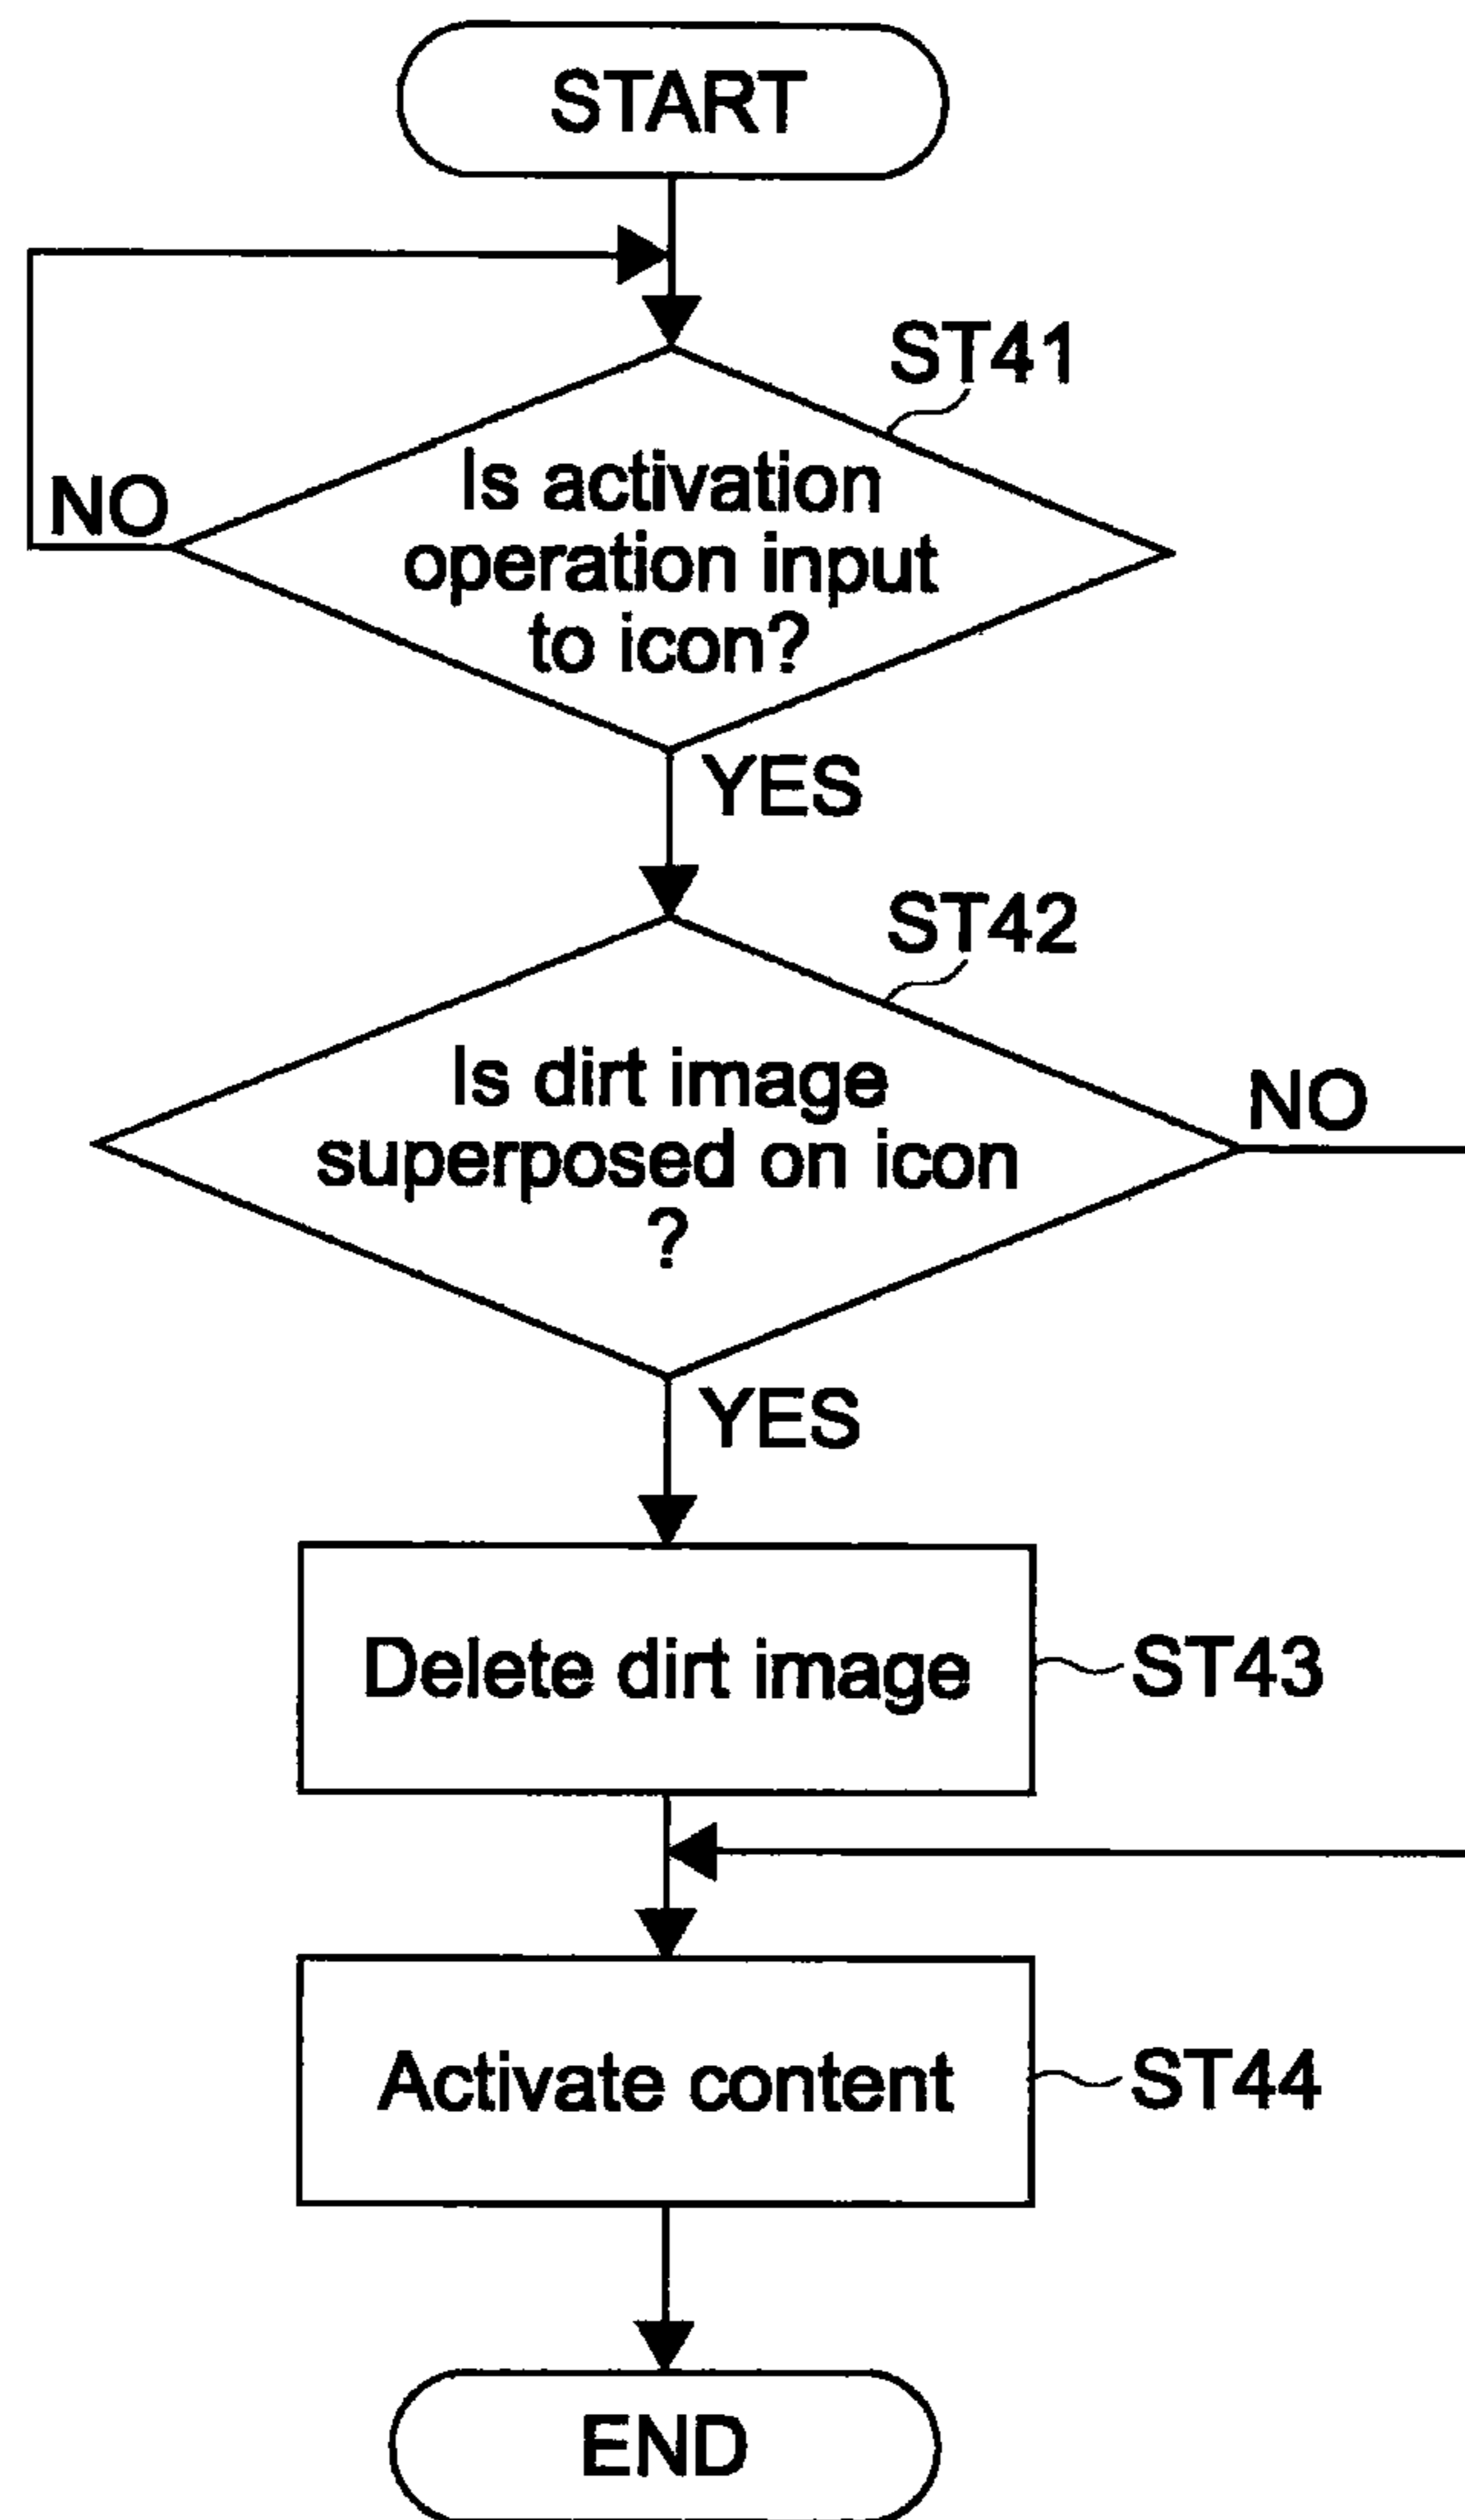 START
ST41
NO
Is activation
operation input
to icon?
YES
ST42
Is dirt image
superposed on icon
?
NO
YES
Delete dirt image
ST43
Activate content
ST44
END